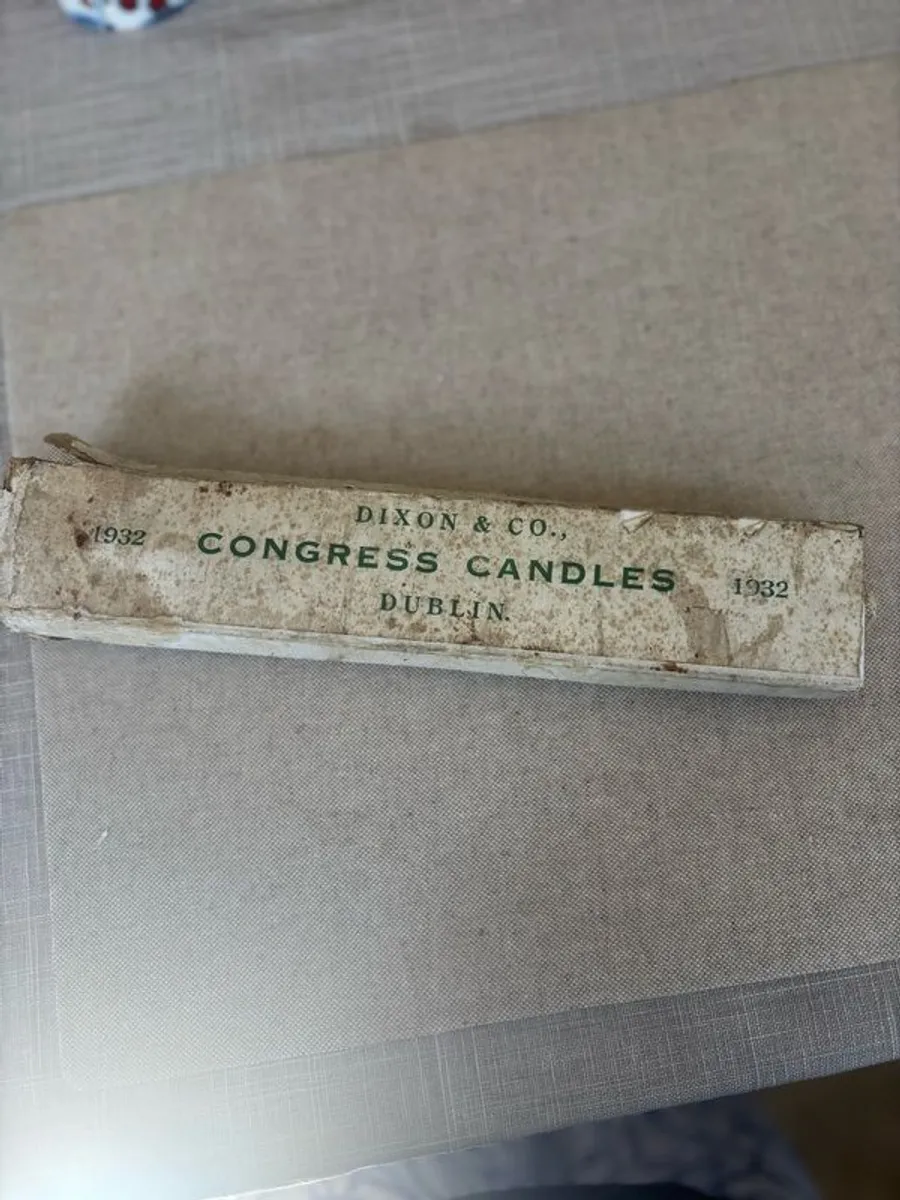 DIXON & CO.,
1932 CONGRESS CANDLES 1932
DUBLIN.